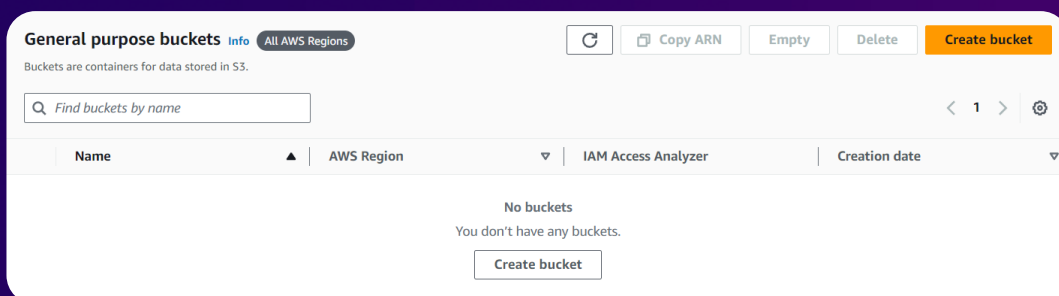 General purpose buckets Info All AWS Regions
Copy ARN Empty Delete Create bucket
Buckets are containers for data stored in S3.
Find buckets by name
1
Name AWS Region IAM Access Analyzer Creation date
No buckets
You don't have any buckets.
Create bucket